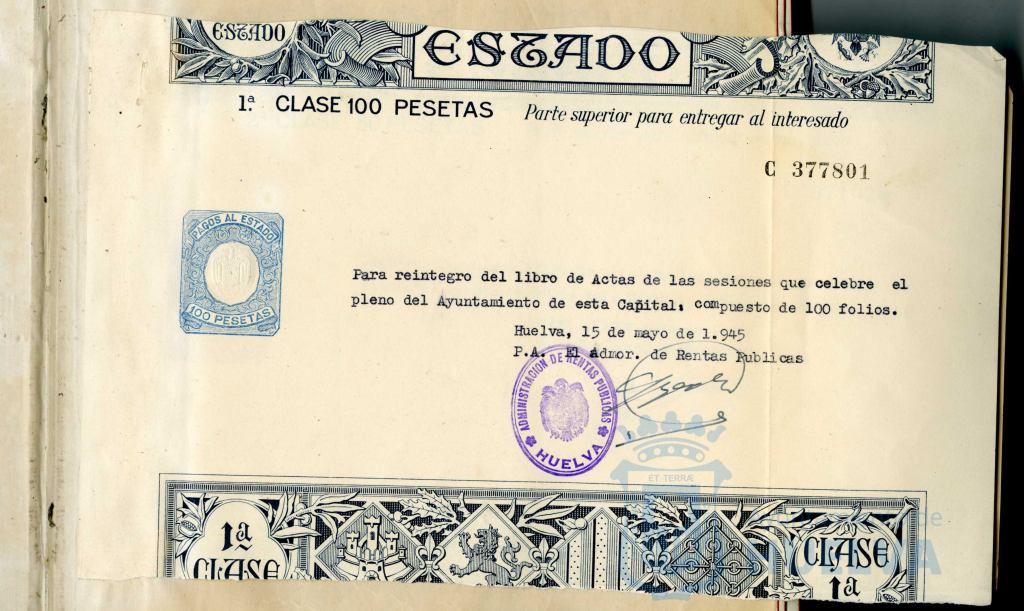 ESTADO
ESTADO
1.ª CLASE 100 PESETAS Parte superior para entregar al interesado
C 377801
PAGOS AL ESTADO
100 PESETAS
Para reintegro del libro de Actas de las sesiones que celebre el
pleno del Ayuntamiento de esta Capital, compuesto de 100 folios.
Huelva, 15 de mayo de 1.945
P.A. El Admor. de Rentas Publicas
ADMINISTRACION DE RENTAS PUBLICAS
HUELVA
ET TERRÆ
de
1ª
CLASE
CLASE
1ª